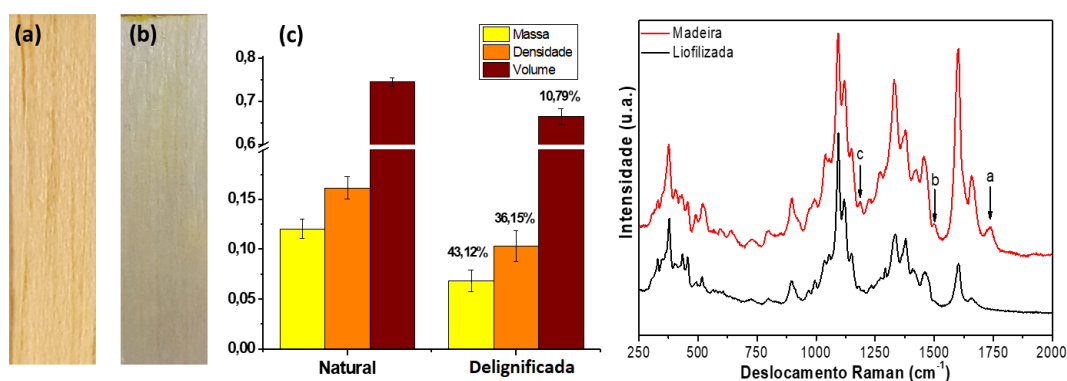 (a)
(b)
(c)
Massa
Densidade
Volume
0,8
0,6
0,15
0,10
0,05
0,00
10,79%
36,15%
43,12%
Natural
Delignificada
Madeira
Liofilizada
Intensidade (u.a.)
c
b
a
250 500 750 1000 1250 1500 1750 2000
Deslocamento Raman (cm⁻¹)